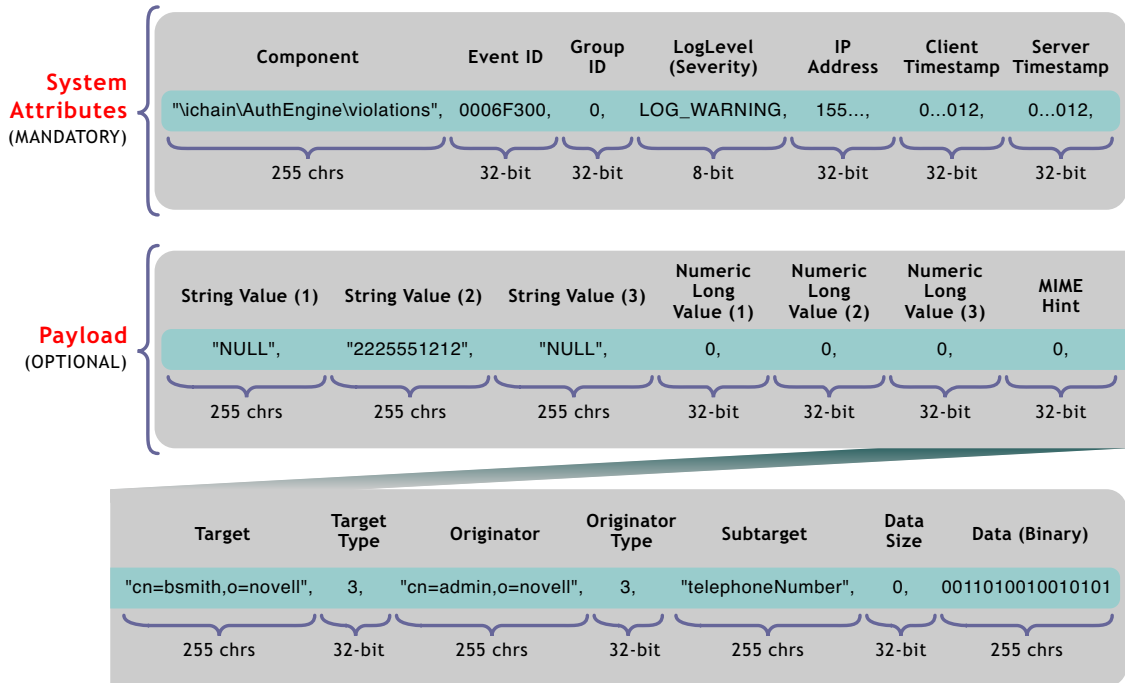 System
Attributes
(MANDATORY)
Component Event ID Group ID LogLevel (Severity) IP Address Client Timestamp Server Timestamp
"\ichain\AuthEngine\violations", 0006F300, 0, LOG_WARNING, 155..., 0...012, 0...012,
255 chrs 32-bit 32-bit 8-bit 32-bit 32-bit 32-bit
Payload
(OPTIONAL)
String Value (1) String Value (2) String Value (3) Numeric Long Value (1) Numeric Long Value (2) Numeric Long Value (3) MIME Hint
"NULL", "2225551212", "NULL", 0, 0, 0, 0,
255 chrs 255 chrs 255 chrs 32-bit 32-bit 32-bit 32-bit
Target Target Type Originator Originator Type Subtarget Data Size Data (Binary)
"cn=bsmith,o=novell", 3, "cn=admin,o=novell", 3, "telephoneNumber", 0, 0011010010010101
255 chrs 32-bit 255 chrs 32-bit 255 chrs 32-bit 255 chrs